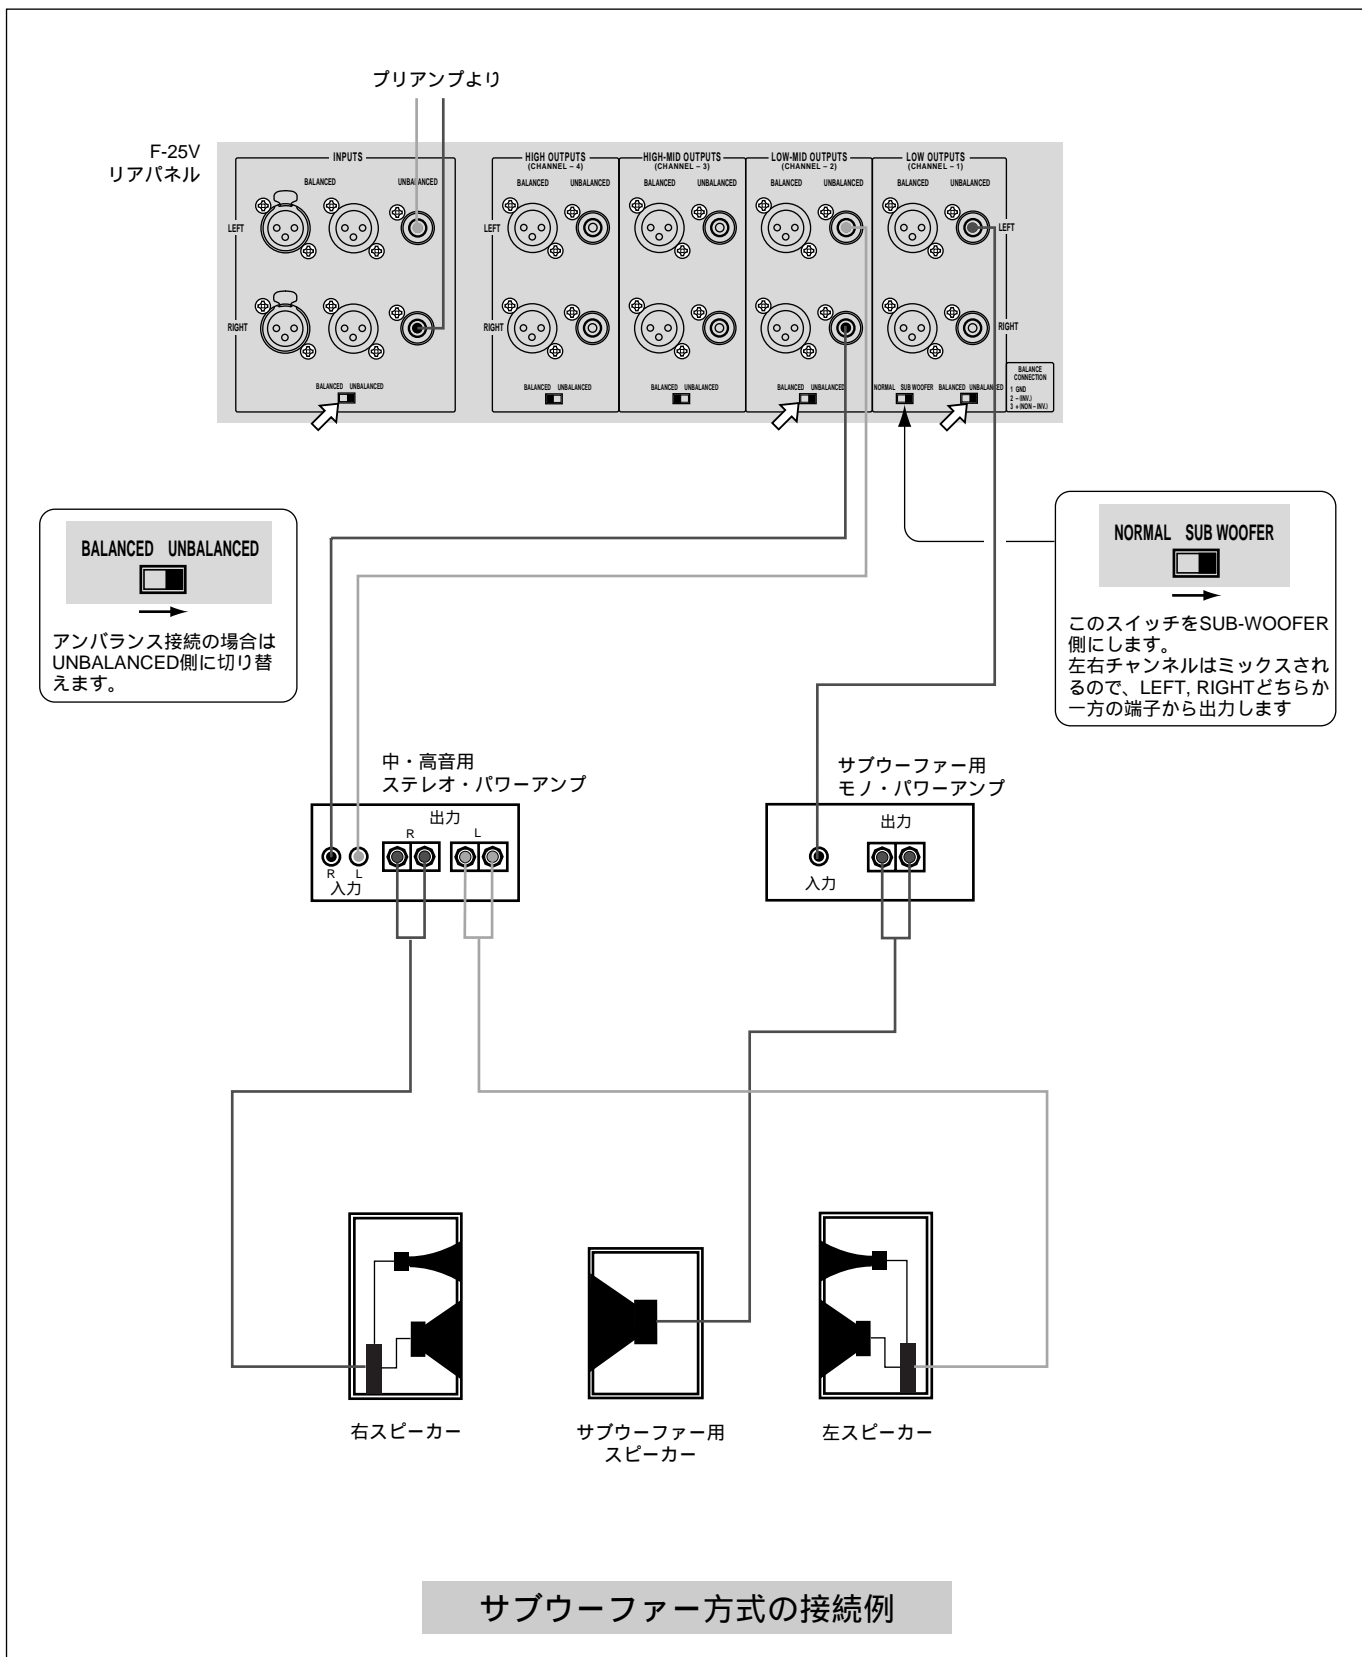 プリアンプより
F-25V
リアパネル
INPUTS
BALANCED UNBALANCED
LEFT
RIGHT
BALANCED UNBALANCED
HIGH OUTPUTS
(CHANNEL – 4)
BALANCED UNBALANCED
LEFT
RIGHT
BALANCED UNBALANCED
HIGH-MID OUTPUTS
(CHANNEL – 3)
BALANCED UNBALANCED
BALANCED UNBALANCED
LOW-MID OUTPUTS
(CHANNEL – 2)
BALANCED UNBALANCED
BALANCED UNBALANCED
LOW OUTPUTS
(CHANNEL – 1)
BALANCED UNBALANCED
LEFT
RIGHT
NORMAL SUB WOOFER BALANCED UNBALANCED
BALANCE
CONNECTION
1 GND
2 – (INV.)
3 + (NON – INV.)
BALANCED UNBALANCED
アンバランス接続の場合は
UNBALANCED側に切り替
えます。
NORMAL SUB WOOFER
このスイッチをSUB-WOOFER
側にします。
左右チャンネルはミックスされ
るので、LEFT, RIGHTどちらか
一方の端子から出力します
中・高音用
ステレオ・パワーアンプ
出力
R L
R L
入力
サブウーファー用
モノ・パワーアンプ
出力
入力
右スピーカー
サブウーファー用
スピーカー
左スピーカー
サブウーファー方式の接続例